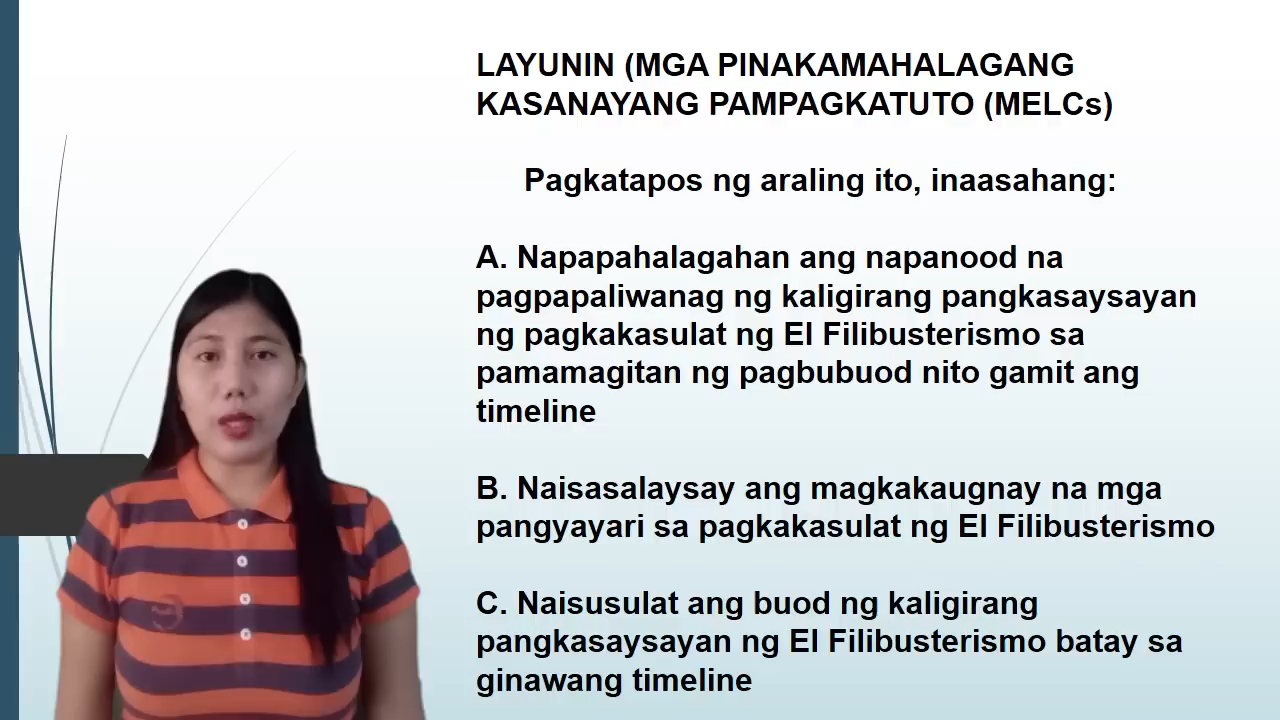 LAYUNIN (MGA PINAKAMAHALAGANG
KASANAYANG PAMPAGKATUTO (MELCs)
Pagkatapos ng araling ito, inaasahang:
A. Napapahalagahan ang napanood na
pagpapaliwanag ng kaligirang pangkasaysayan
ng pagkakasulat ng El Filibusterismo sa
pamamagitan ng pagbubuod nito gamit ang
timeline
B. Naisasalaysay ang magkakaugnay na mga
pangyayari sa pagkakasulat ng El Filibusterismo
C. Naisusulat ang buod ng kaligirang
pangkasaysayan ng El Filibusterismo batay sa
ginawang timeline